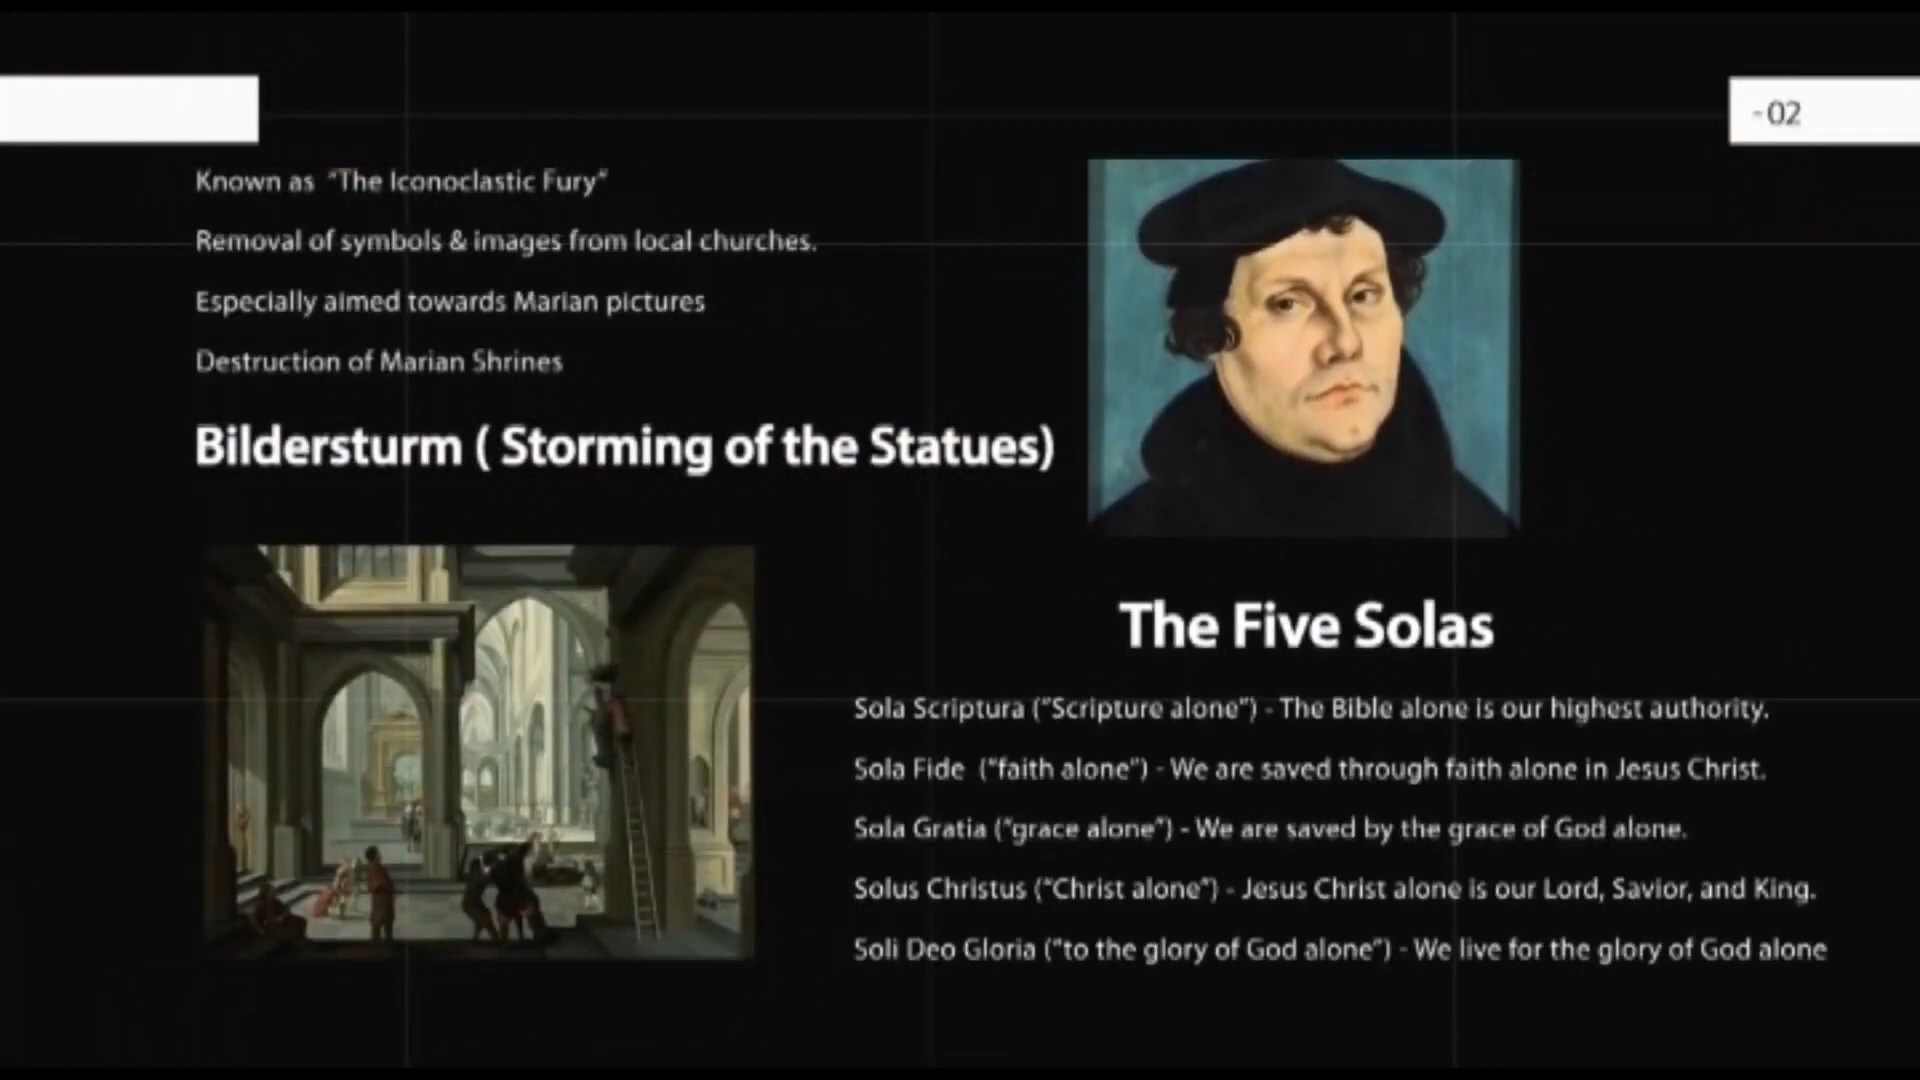 -02
Known as "The Iconoclastic Fury"
Removal of symbols & images from local churches.
Especially aimed towards Marian pictures
Destruction of Marian Shrines
Bildersturm ( Storming of the Statues)
The Five Solas
Sola Scriptura ("Scripture alone") - The Bible alone is our highest authority.
Sola Fide ("faith alone") - We are saved through faith alone in Jesus Christ.
Sola Gratia ("grace alone") - We are saved by the grace of God alone.
Solus Christus ("Christ alone") - Jesus Christ alone is our Lord, Savior, and King.
Soli Deo Gloria ("to the glory of God alone") - We live for the glory of God alone